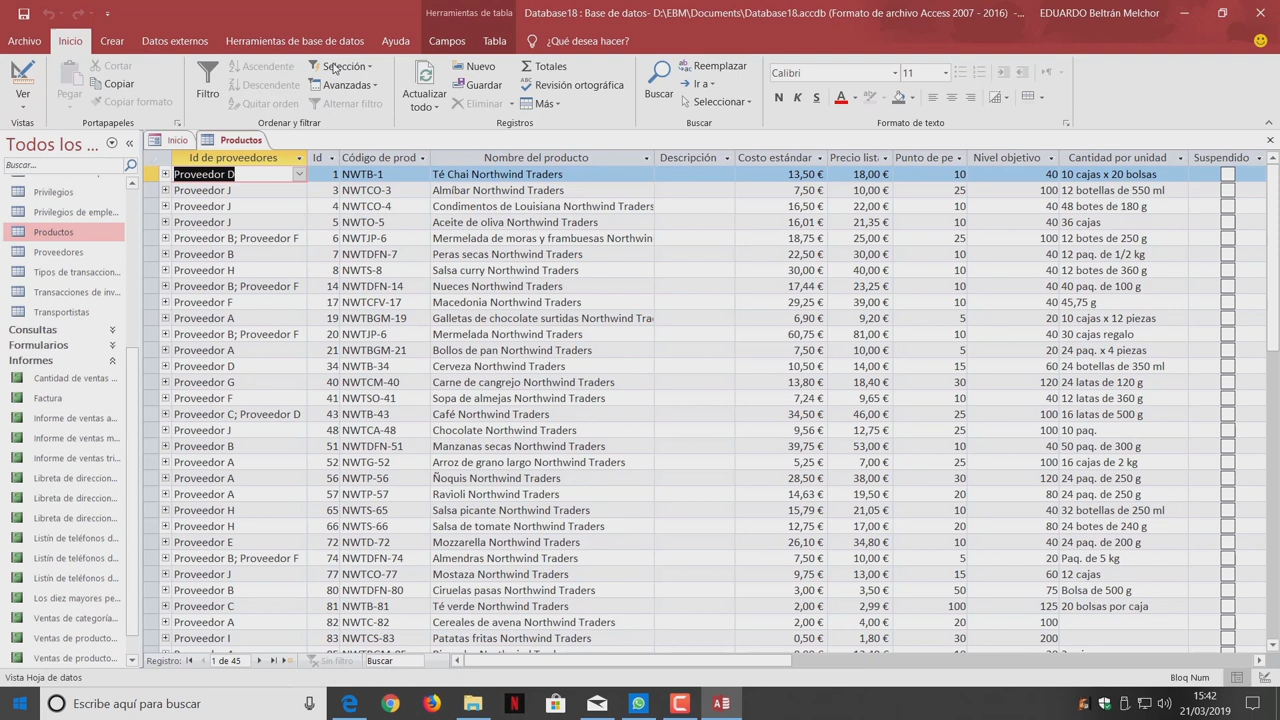 Herramientas de tabla
Database18 : Base de datos- D:\EBM\Documents\Database18.accdb (Formato de archivo Access 2007 - 2016) -...
EDUARDO Beltrán Melchor
Archivo Inicio Crear Datos externos Herramientas de base de datos Ayuda Campos Tabla ¿Qué desea hacer?
Ver
Vistas
Pegar
Cortar
Copiar
Copiar formato
Portapapeles
Filtro
Ascendente
Descendente
Quitar orden
Selección
Avanzadas
Alternar filtro
Ordenar y filtrar
Actualizar
todo
Nuevo
Guardar
Eliminar
Totales
Revisión ortográfica
Más
Registros
Buscar
Reemplazar
Ir a
Seleccionar
Buscar
Calibri 11
N K S A
Formato de texto
Todos los ...
Buscar...
Privilegios
Privilegios de emple...
Productos
Proveedores
Tipos de transaccion...
Transacciones de inv...
Transportistas
Consultas
Formularios
Informes
Cantidad de ventas ...
Factura
Informe de ventas a...
Informe de ventas m...
Informe de ventas tri...
Libreta de direccion...
Libreta de direccion...
Libreta de direccion...
Listín de teléfonos d...
Listín de teléfonos d...
Listín de teléfonos d...
Los diez mayores pe...
Ventas de categoría...
Ventas de producto...
Ventas de producto...
Inicio Productos
Id de proveedores Id Código de prod Nombre del producto Descripción Costo estándar Precio lista Punto de pe Nivel objetivo Cantidad por unidad Suspendido
Proveedor D 1 NWTB-1 Té Chai Northwind Traders 13,50 € 18,00 € 10 40 10 cajas x 20 bolsas
Proveedor J 3 NWTCO-3 Almíbar Northwind Traders 7,50 € 10,00 € 25 100 12 botellas de 550 ml
Proveedor J 4 NWTCO-4 Condimentos de Louisiana Northwind Traders 16,50 € 22,00 € 10 40 48 botes de 180 g
Proveedor J 5 NWTO-5 Aceite de oliva Northwind Traders 16,01 € 21,35 € 10 40 36 cajas
Proveedor B; Proveedor F 6 NWTJP-6 Mermelada de moras y frambuesas Northwin 18,75 € 25,00 € 25 100 12 botes de 250 g
Proveedor B 7 NWTDFN-7 Peras secas Northwind Traders 22,50 € 30,00 € 10 40 12 paq. de 1/2 kg
Proveedor H 8 NWTS-8 Salsa curry Northwind Traders 30,00 € 40,00 € 10 40 12 botes de 360 g
Proveedor B; Proveedor F 14 NWTDFN-14 Nueces Northwind Traders 17,44 € 23,25 € 10 40 40 paq. de 100 g
Proveedor F 17 NWTCFV-17 Macedonia Northwind Traders 29,25 € 39,00 € 10 40 45,75 g
Proveedor A 19 NWTBGM-19 Galletas de chocolate surtidas Northwind Tra 6,90 € 9,20 € 5 20 10 cajas x 12 piezas
Proveedor B; Proveedor F 20 NWTJP-6 Mermelada Northwind Traders 60,75 € 81,00 € 10 40 30 cajas regalo
Proveedor A 21 NWTBGM-21 Bollos de pan Northwind Traders 7,50 € 10,00 € 5 20 24 paq. x 4 piezas
Proveedor D 34 NWTB-34 Cerveza Northwind Traders 10,50 € 14,00 € 15 60 24 botellas de 350 ml
Proveedor G 40 NWTCM-40 Carne de cangrejo Northwind Traders 13,80 € 18,40 € 30 120 24 latas de 120 g
Proveedor F 41 NWTSO-41 Sopa de almejas Northwind Traders 7,24 € 9,65 € 10 40 12 latas de 360 g
Proveedor C; Proveedor D 43 NWTB-43 Café Northwind Traders 34,50 € 46,00 € 25 100 16 latas de 500 g
Proveedor J 48 NWTCA-48 Chocolate Northwind Traders 9,56 € 12,75 € 25 100 10 paq.
Proveedor B 51 NWTDFN-51 Manzanas secas Northwind Traders 39,75 € 53,00 € 10 40 50 paq. de 300 g
Proveedor A 52 NWTG-52 Arroz de grano largo Northwind Traders 5,25 € 7,00 € 25 100 16 cajas de 2 kg
Proveedor A 56 NWTP-56 Ñoquis Northwind Traders 28,50 € 38,00 € 30 120 24 paq. de 250 g
Proveedor A 57 NWTP-57 Ravioli Northwind Traders 14,63 € 19,50 € 20 80 24 paq. de 250 g
Proveedor H 65 NWTS-65 Salsa picante Northwind Traders 15,79 € 21,05 € 10 40 32 botellas de 250 ml
Proveedor H 66 NWTS-66 Salsa de tomate Northwind Traders 12,75 € 17,00 € 20 80 24 botes de 240 g
Proveedor E 72 NWTD-72 Mozzarella Northwind Traders 26,10 € 34,80 € 10 40 24 paq. de 200 g
Proveedor B; Proveedor F 74 NWTDFN-74 Almendras Northwind Traders 7,50 € 10,00 € 5 20 Paq. de 5 kg
Proveedor J 77 NWTCO-77 Mostaza Northwind Traders 9,75 € 13,00 € 15 60 12 cajas
Proveedor B 80 NWTDFN-80 Ciruelas pasas Northwind Traders 3,00 € 3,50 € 50 75 Bolsa de 500 g
Proveedor C 81 NWTB-81 Té verde Northwind Traders 2,00 € 2,99 € 100 125 20 bolsas por caja
Proveedor A 82 NWTC-82 Cereales de avena Northwind Traders 2,00 € 4,00 € 20 100
Proveedor I 83 NWTCS-83 Patatas fritas Northwind Traders 0,50 € 1,80 € 30 200
Registro: 1 de 45 Sin filtro Buscar
Vista Hoja de datos
Bloq Num
Escribe aquí para buscar
15:42
21/03/2019